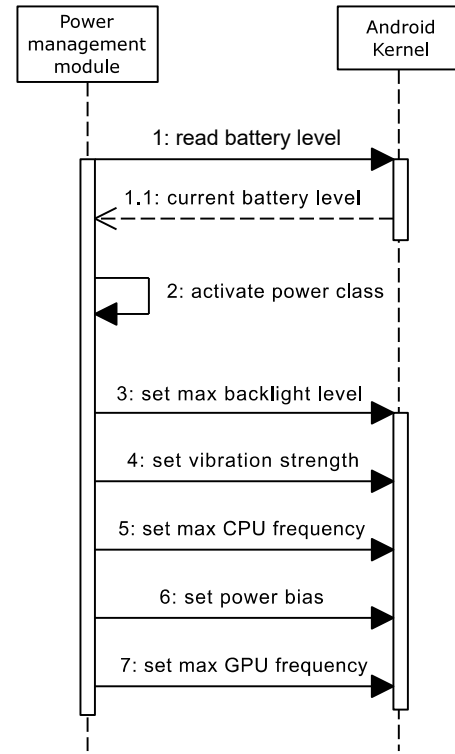 Power
management
module
Android
Kernel
1: read battery level
1.1: current battery level
2: activate power class
3: set max backlight level
4: set vibration strength
5: set max CPU frequency
6: set power bias
7: set max GPU frequency